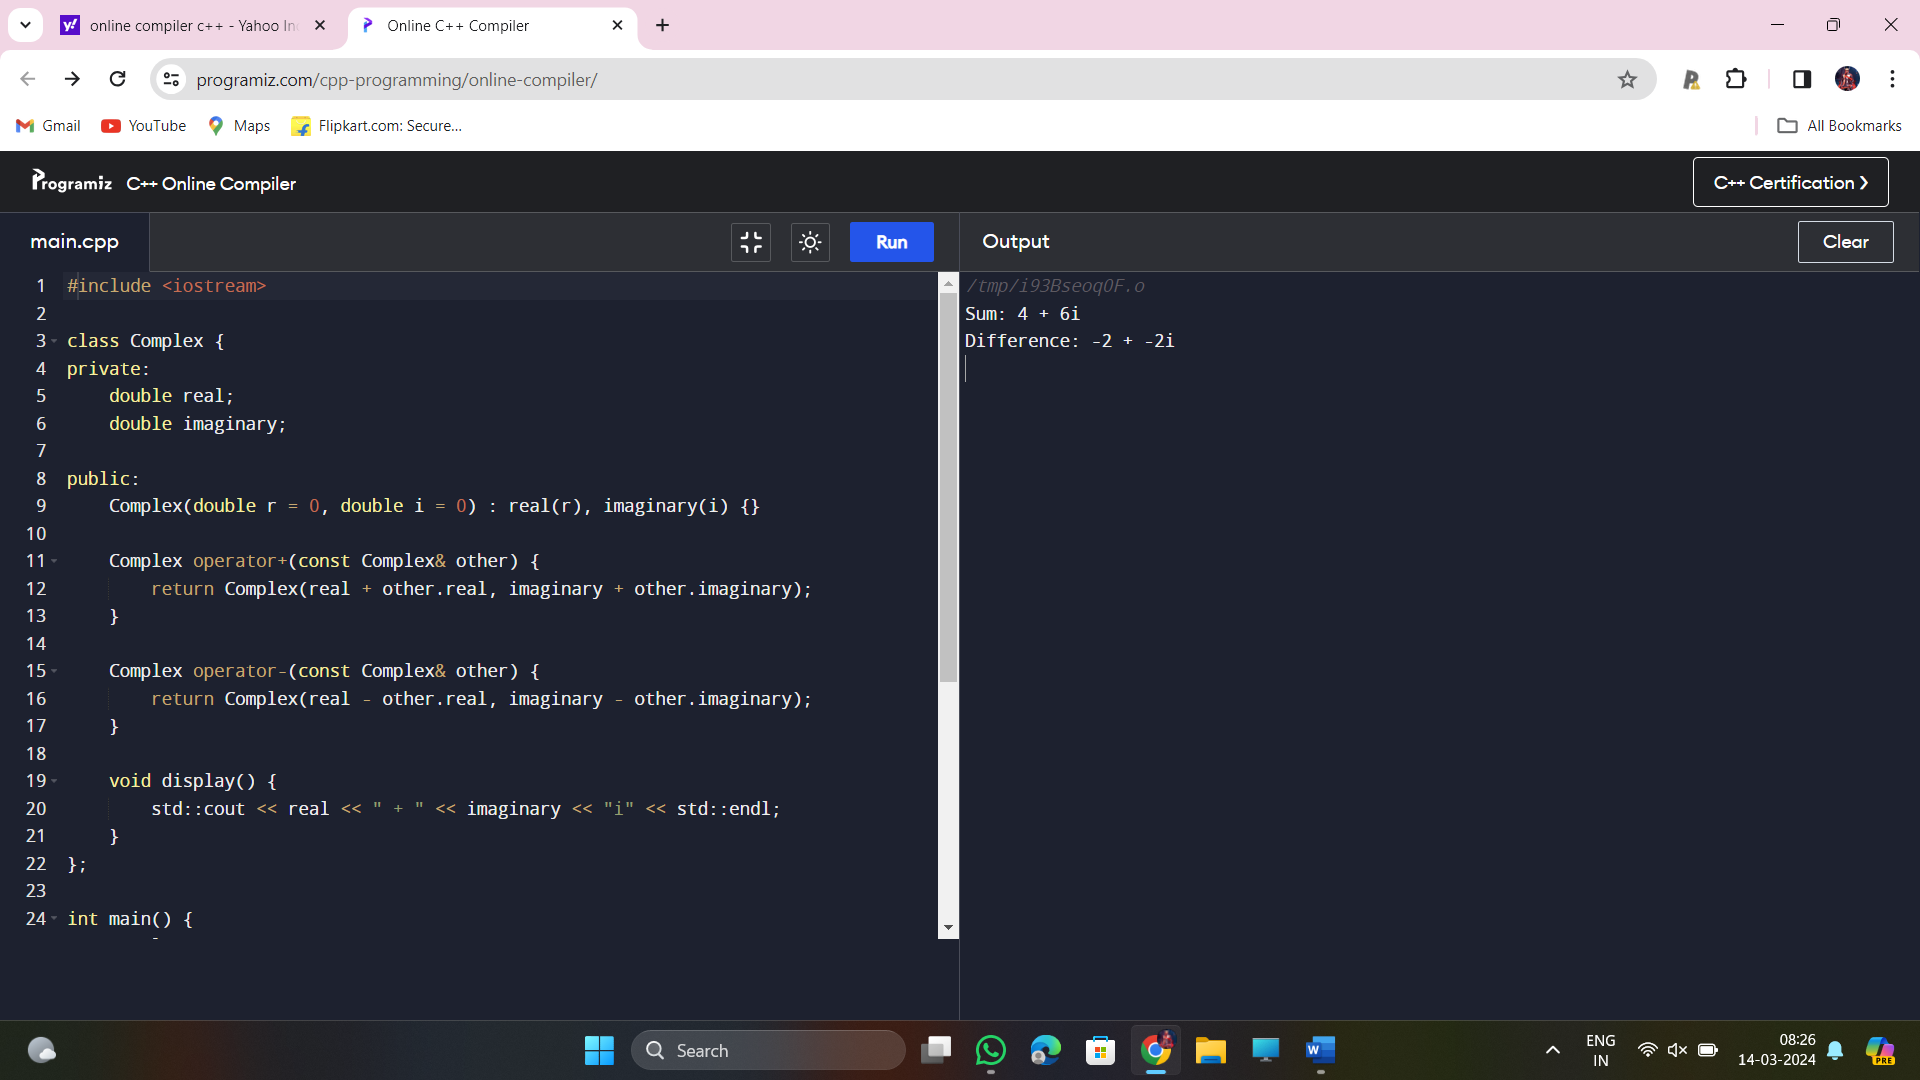 online compiler c++ - Yahoo In
Online C++ Compiler
programiz.com/cpp-programming/online-compiler/
Gmail
YouTube
Maps
Flipkart.com: Secure...
All Bookmarks
Programiz C++ Online Compiler
C++ Certification ❯
main.cpp
Run
Output
Clear
1 #include <iostream>
2
3 class Complex {
4 private:
5     double real;
6     double imaginary;
7
8 public:
9     Complex(double r = 0, double i = 0) : real(r), imaginary(i) {}
10
11     Complex operator+(const Complex& other) {
12         return Complex(real + other.real, imaginary + other.imaginary);
13     }
14
15     Complex operator-(const Complex& other) {
16         return Complex(real - other.real, imaginary - other.imaginary);
17     }
18
19     void display() {
20         std::cout << real << " + " << imaginary << "i" << std::endl;
21     }
22 };
23
24 int main() {
/tmp/i93BseoqOF.o
Sum: 4 + 6i
Difference: -2 + -2i
Search
ENG
IN
08:26
14-03-2024
PRE